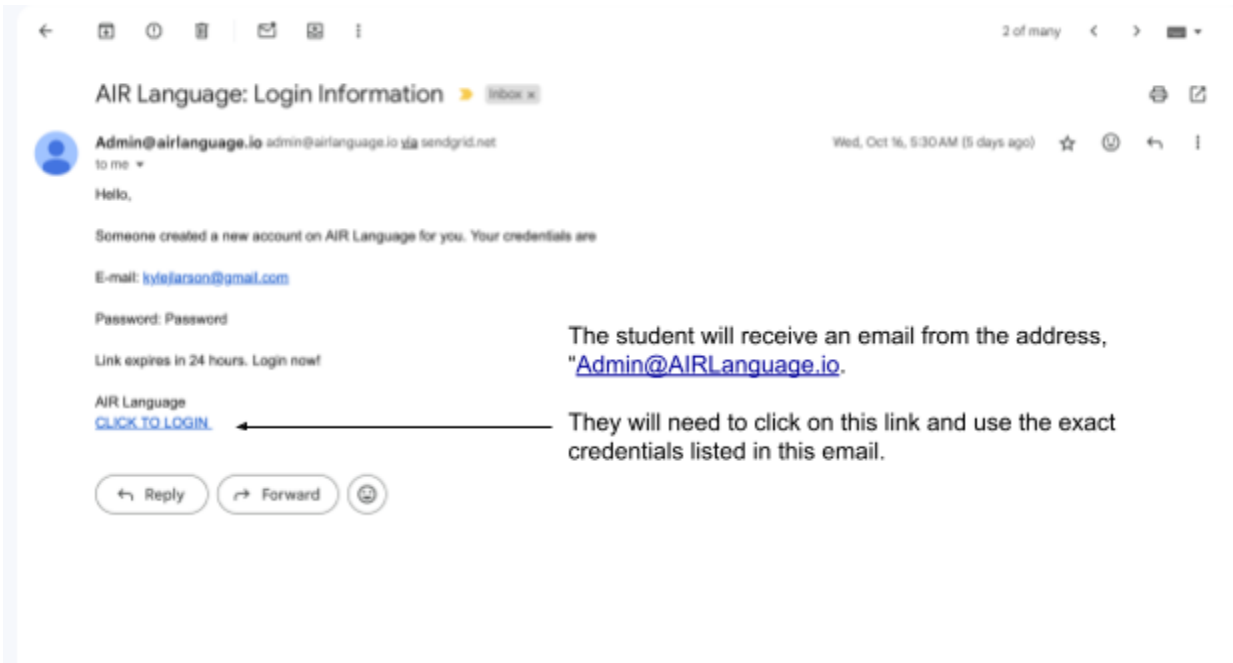 2 of many
AIR Language: Login Information Inbox x
Admin@airlanguage.io admin@airlanguage.io via sendgrid.net Wed, Oct 16, 5:30 AM (5 days ago)
to me
Hello,
Someone created a new account on AIR Language for you. Your credentials are
E-mail: kylejlarson@gmail.com
Password: Password
The student will receive an email from the address,
"Admin@AIRLanguage.io.
Link expires in 24 hours. Login now!
AIR Language
CLICK TO LOGIN
They will need to click on this link and use the exact
credentials listed in this email.
Reply Forward